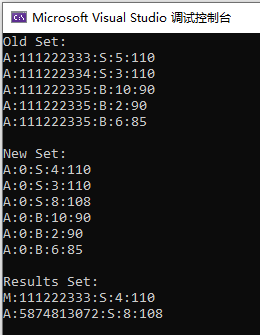 Microsoft Visual Studio 调试控制台
Old Set:
A:111222333:S:5:110
A:111222334:S:3:110
A:111222335:B:10:90
A:111222335:B:2:90
A:111222335:B:6:85
New Set:
A:0:S:4:110
A:0:S:3:110
A:0:S:8:108
A:0:B:10:90
A:0:B:2:90
A:0:B:6:85
Results Set:
M:111222333:S:4:110
A:5874813072:S:8:108